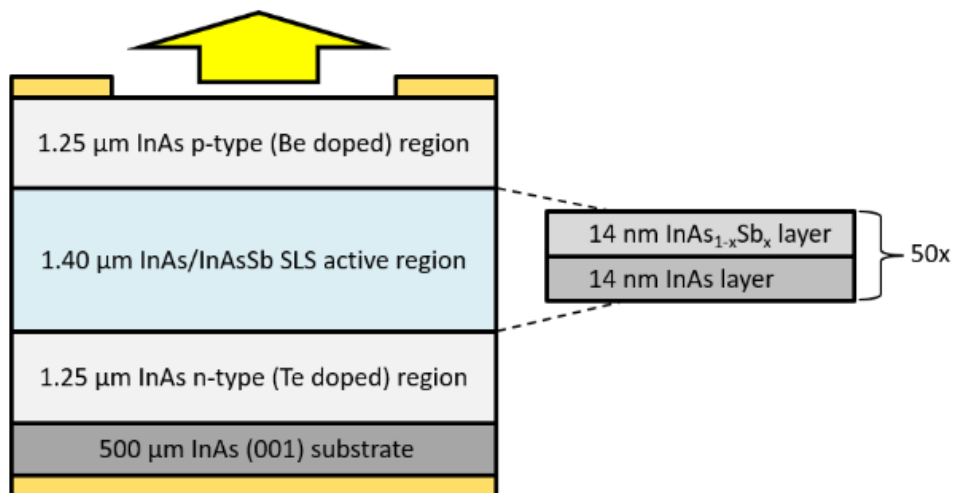 1.25 μm InAs p-type (Be doped) region
1.40 μm InAs/InAsSb SLS active region
14 nm InAs₁₋ₓSbₓ layer
14 nm InAs layer
50x
1.25 μm InAs n-type (Te doped) region
500 μm InAs (001) substrate